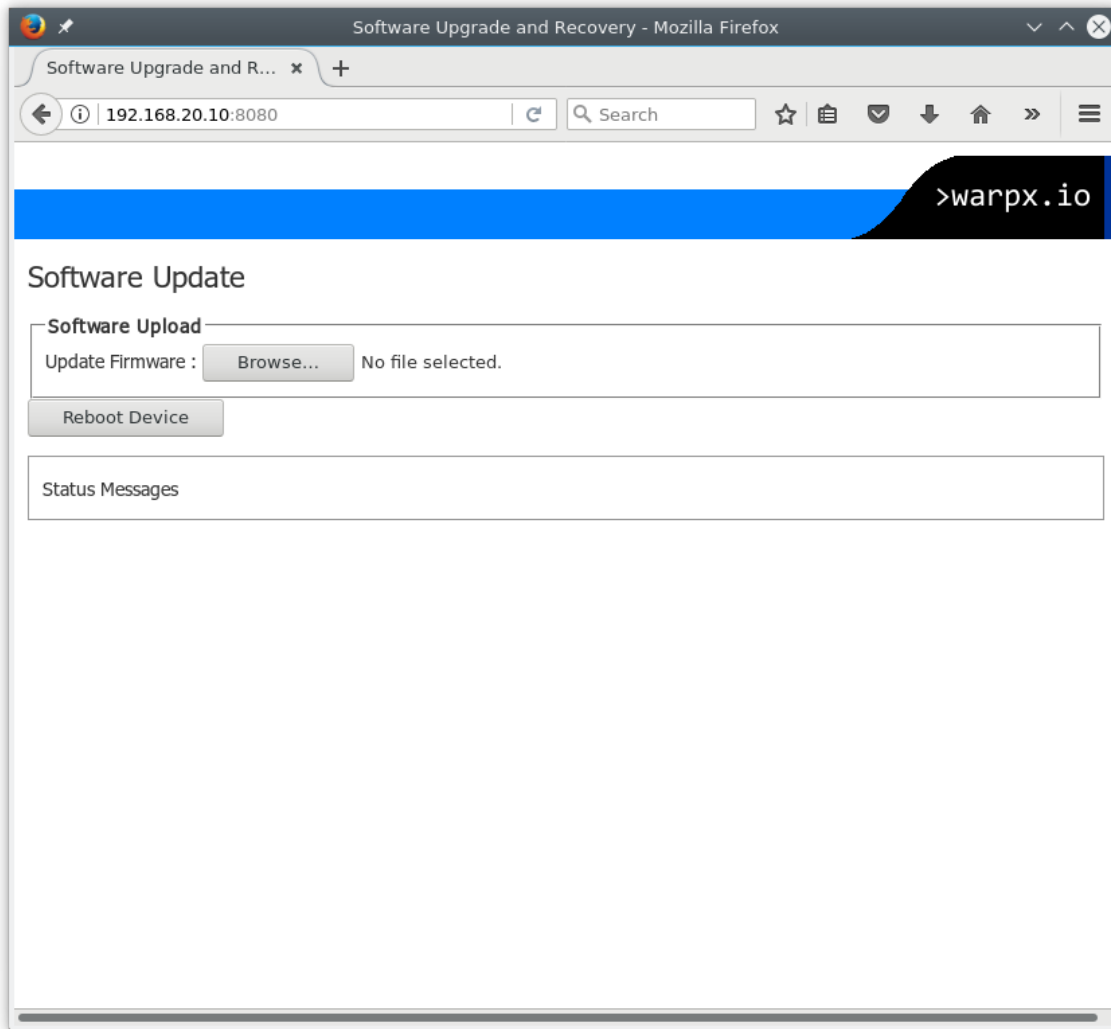 Software Upgrade and Recovery - Mozilla Firefox
Software Upgrade and R...
192.168.20.10:8080
Search
>warpx.io
Software Update
Software Upload
Update Firmware : Browse... No file selected.
Reboot Device
Status Messages